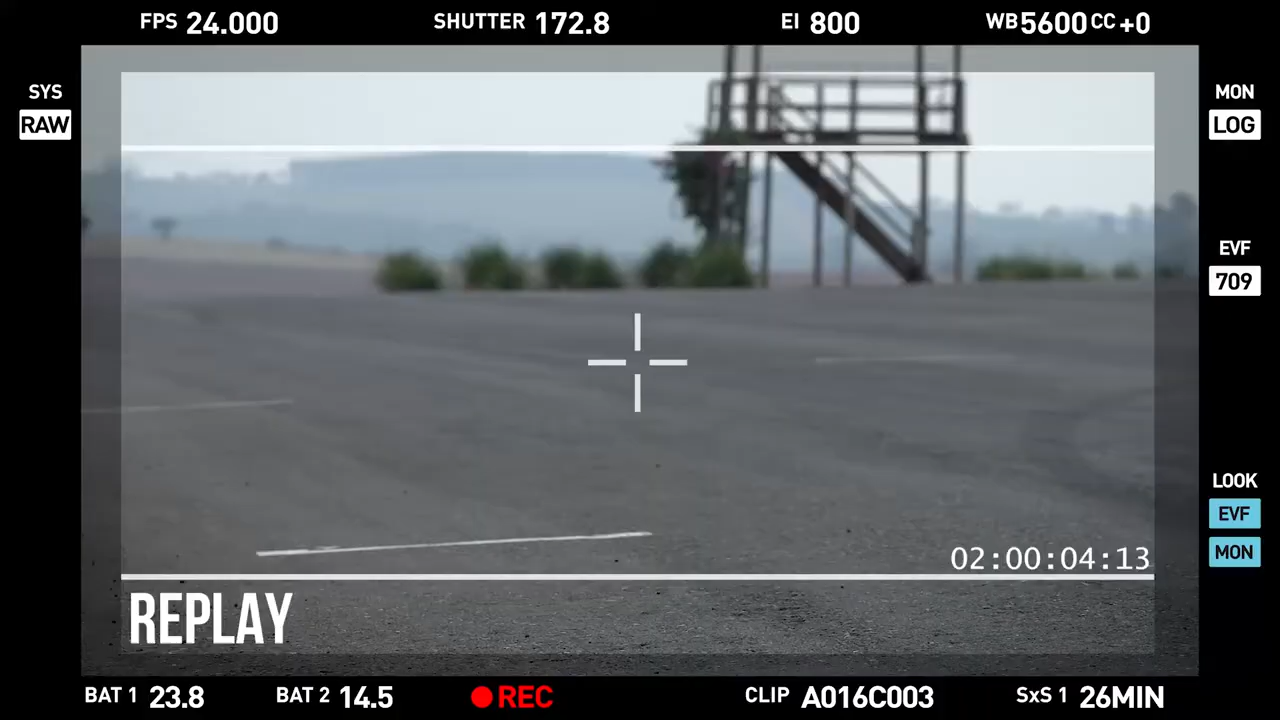 FPS 24.000 SHUTTER 172.8 EI 800 WB5600 CC+0
SYS
RAW
MON
LOG
EVF
709
LOOK
EVF
MON
02:00:04:13
REPLAY
BAT 1 23.8 BAT 2 14.5 REC CLIP A016C003 SxS 1 26MIN